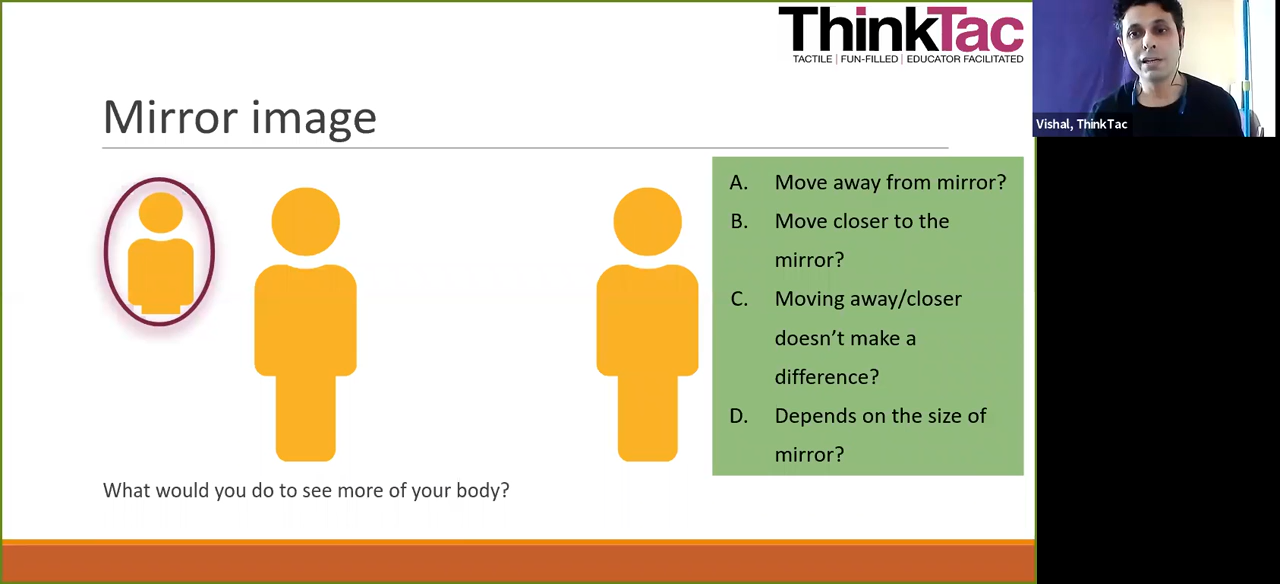 ThinkTac
TACTILE | FUN-FILLED | EDUCATOR FACILITATED
Vishal, ThinkTac
Mirror image
A. Move away from mirror?
B. Move closer to the
mirror?
C. Moving away/closer
doesn’t make a
difference?
D. Depends on the size of
mirror?
What would you do to see more of your body?